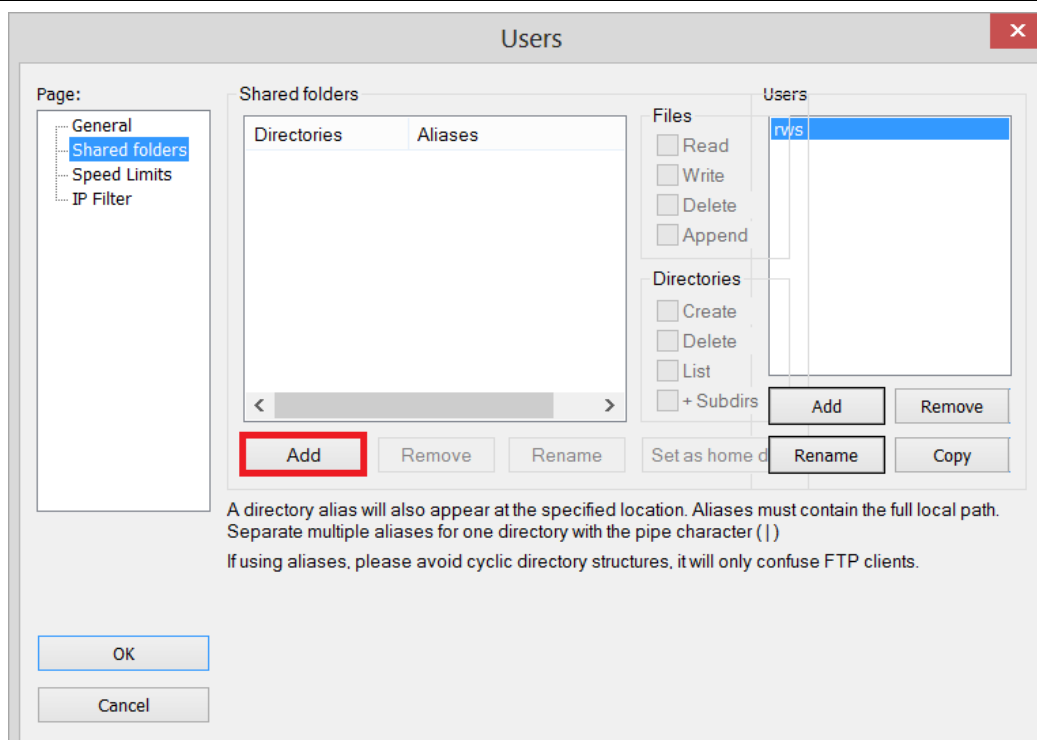 Users
Page:
General
Shared folders
Speed Limits
IP Filter
Shared folders
Directories Aliases
Files
Read
Write
Delete
Append
Directories
Create
Delete
List
+ Subdirs
Add Remove Rename Set as home d
Users
rws
Add Remove
Rename Copy
A directory alias will also appear at the specified location. Aliases must contain the full local path.
Separate multiple aliases for one directory with the pipe character ( | )
If using aliases, please avoid cyclic directory structures, it will only confuse FTP clients.
OK
Cancel